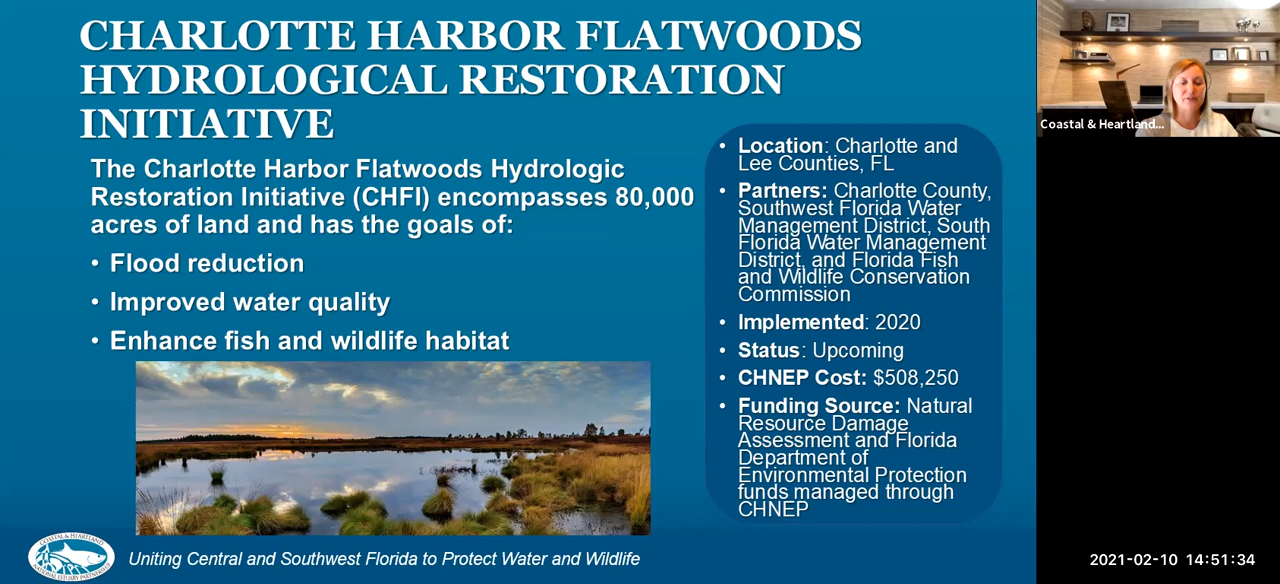 CHARLOTTE HARBOR FLATWOODS
HYDROLOGICAL RESTORATION
INITIATIVE
The Charlotte Harbor Flatwoods Hydrologic
Restoration Initiative (CHFI) encompasses 80,000
acres of land and has the goals of:
• Flood reduction
• Improved water quality
• Enhance fish and wildlife habitat
• Location: Charlotte and
Lee Counties, FL
• Partners: Charlotte County,
Southwest Florida Water
Management District, South
Florida Water Management
District, and Florida Fish
and Wildlife Conservation
Commission
• Implemented: 2020
• Status: Upcoming
• CHNEP Cost: $508,250
• Funding Source: Natural
Resource Damage
Assessment and Florida
Department of
Environmental Protection
funds managed through
CHNEP
COASTAL & HEARTLAND
NATIONAL ESTUARY PARTNERSHIP
Uniting Central and Southwest Florida to Protect Water and Wildlife
Coastal & Heartland...
2021-02-10 14:51:34